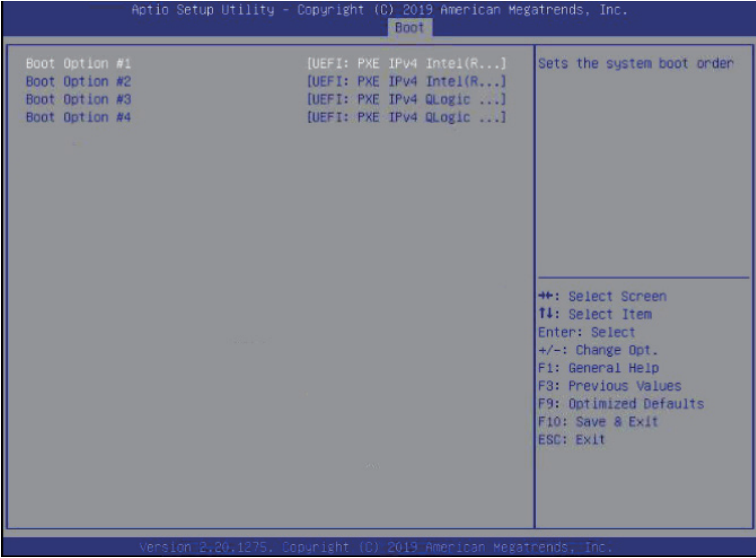 Aptio Setup Utility - Copyright (C) 2019 American Megatrends, Inc.
Boot
Boot Option #1 [UEFI: PXE IPv4 Intel(R...]
Boot Option #2 [UEFI: PXE IPv4 Intel(R...]
Boot Option #3 [UEFI: PXE IPv4 QLogic ...]
Boot Option #4 [UEFI: PXE IPv4 QLogic ...]
Sets the system boot order
→←: Select Screen
↑↓: Select Item
Enter: Select
+/-: Change Opt.
F1: General Help
F3: Previous Values
F9: Optimized Defaults
F10: Save & Exit
ESC: Exit
Version 2.20.1275. Copyright (C) 2019 American Megatrends, Inc.